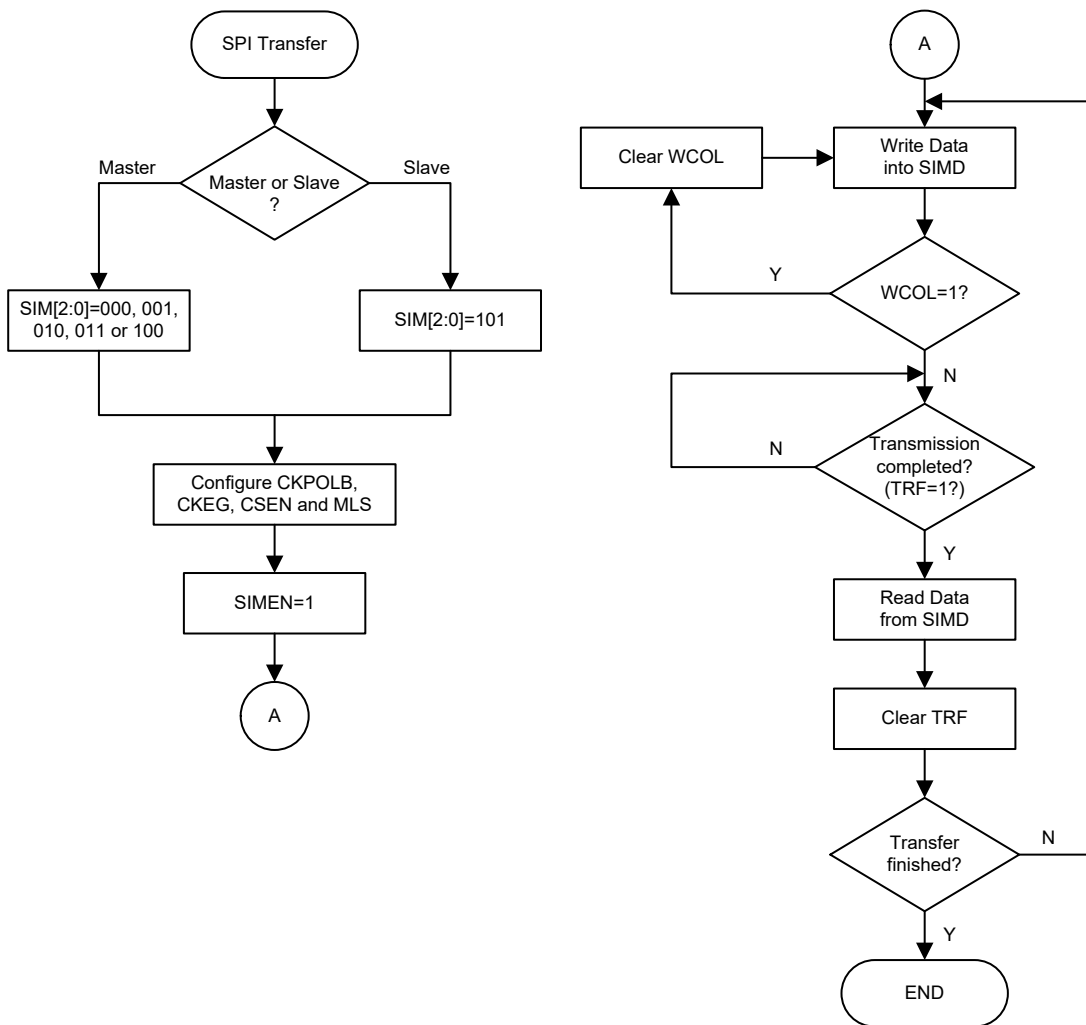 SPI Transfer
Master or Slave
?
Master
Slave
SIM[2:0]=000, 001,
010, 011 or 100
SIM[2:0]=101
Configure CKPOLB,
CKEG, CSEN and MLS
SIMEN=1
A
A
Write Data
into SIMD
Clear WCOL
WCOL=1?
Y
N
Transmission
completed?
(TRF=1?)
N
Y
Read Data
from SIMD
Clear TRF
Transfer
finished?
N
Y
END